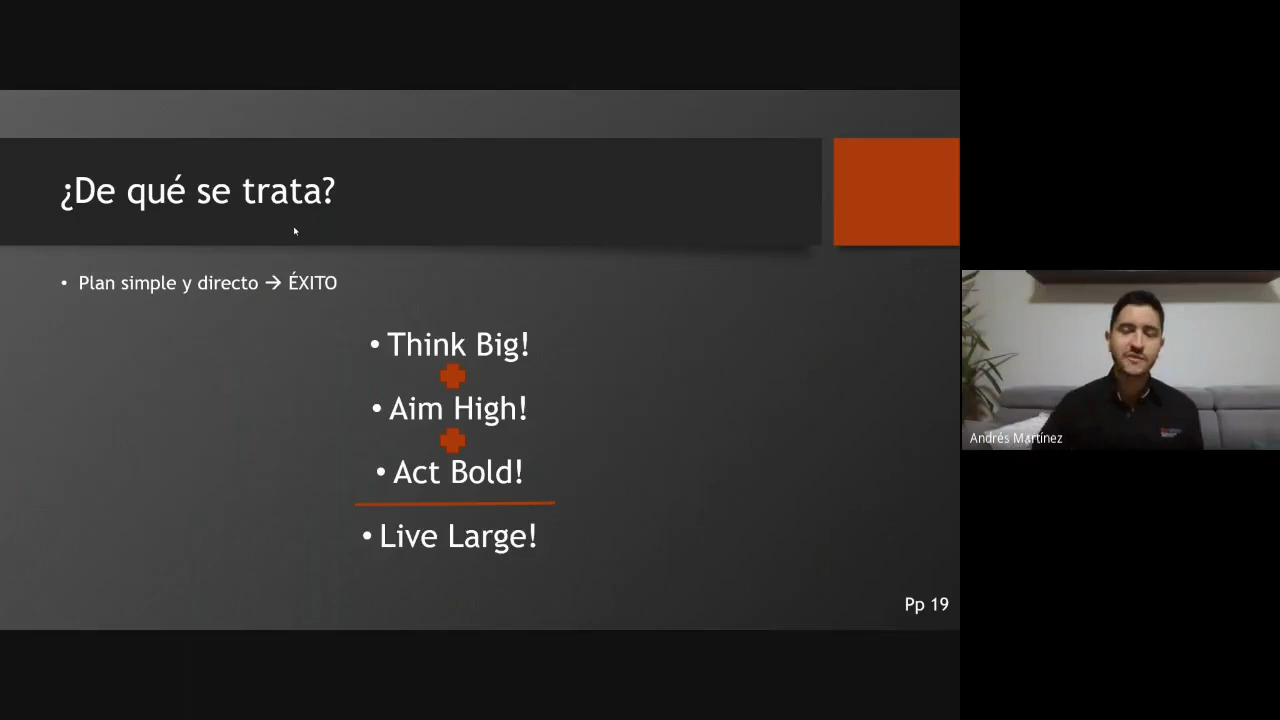 ¿De qué se trata?
• Plan simple y directo → ÉXITO
• Think Big!
• Aim High!
• Act Bold!
• Live Large!
Pp 19
Andrés Martínez